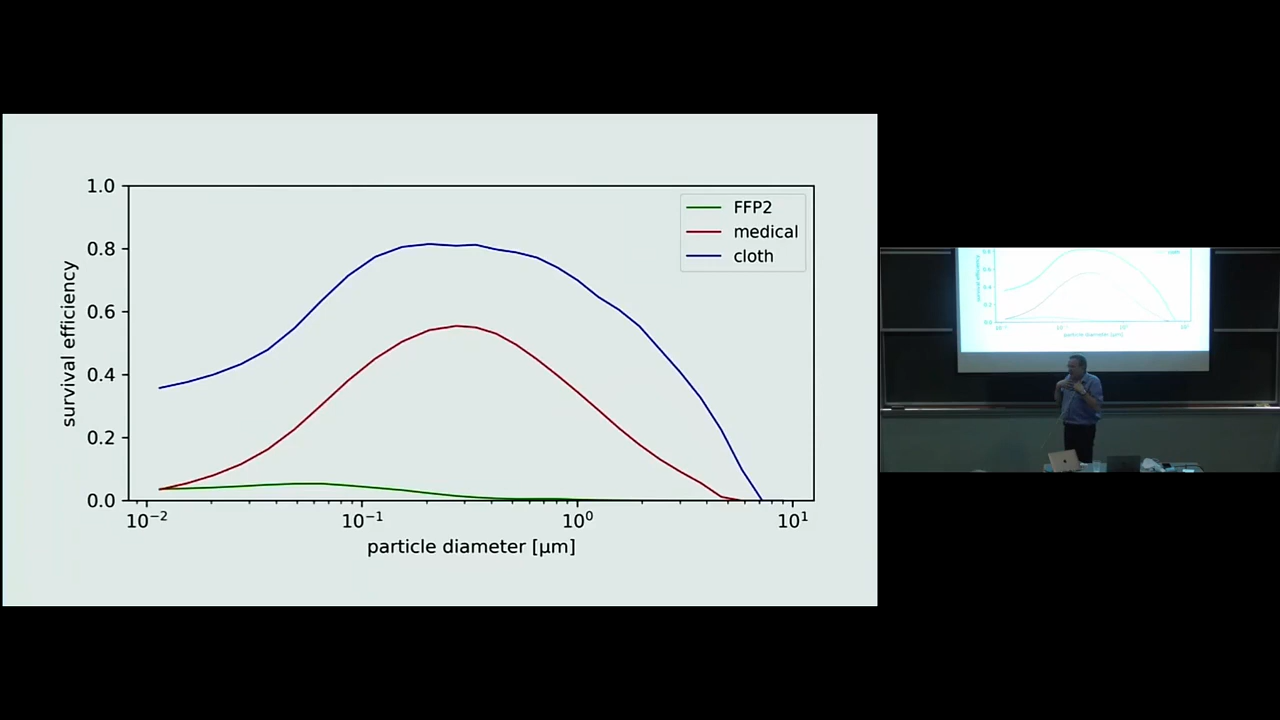 1.0
0.8
0.6
0.4
0.2
0.0
survival efficiency
10⁻² 10⁻¹ 10⁰ 10¹
particle diameter [μm]
FFP2
medical
cloth